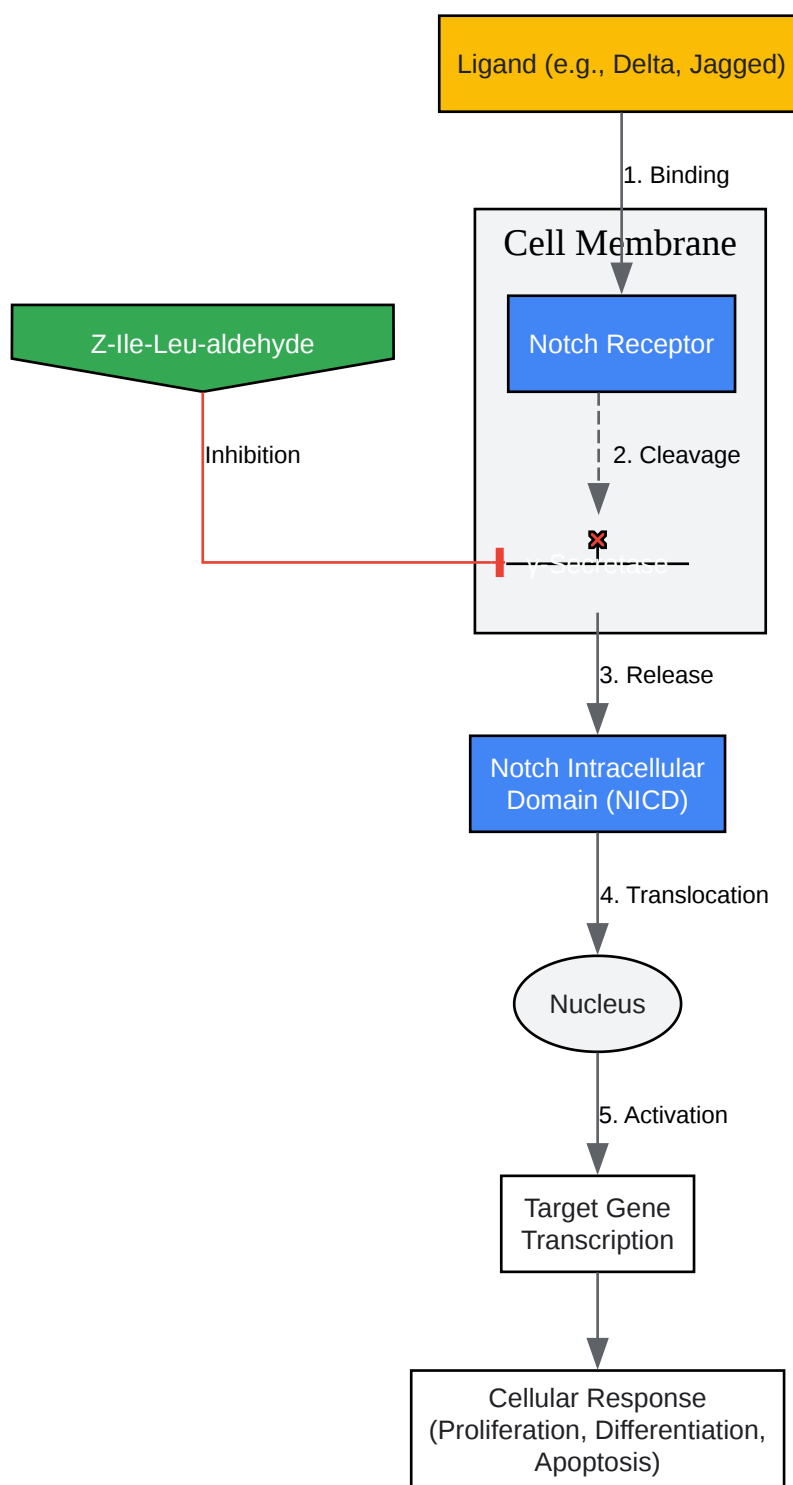 Ligand (e.g., Delta, Jagged)
1. Binding
Cell Membrane
Z-Ile-Leu-aldehyde
Notch Receptor
Inhibition
2. Cleavage
γ-Secretase
3. Release
Notch Intracellular
Domain (NICD)
4. Translocation
Nucleus
5. Activation
Target Gene
Transcription
Cellular Response
(Proliferation, Differentiation,
Apoptosis)